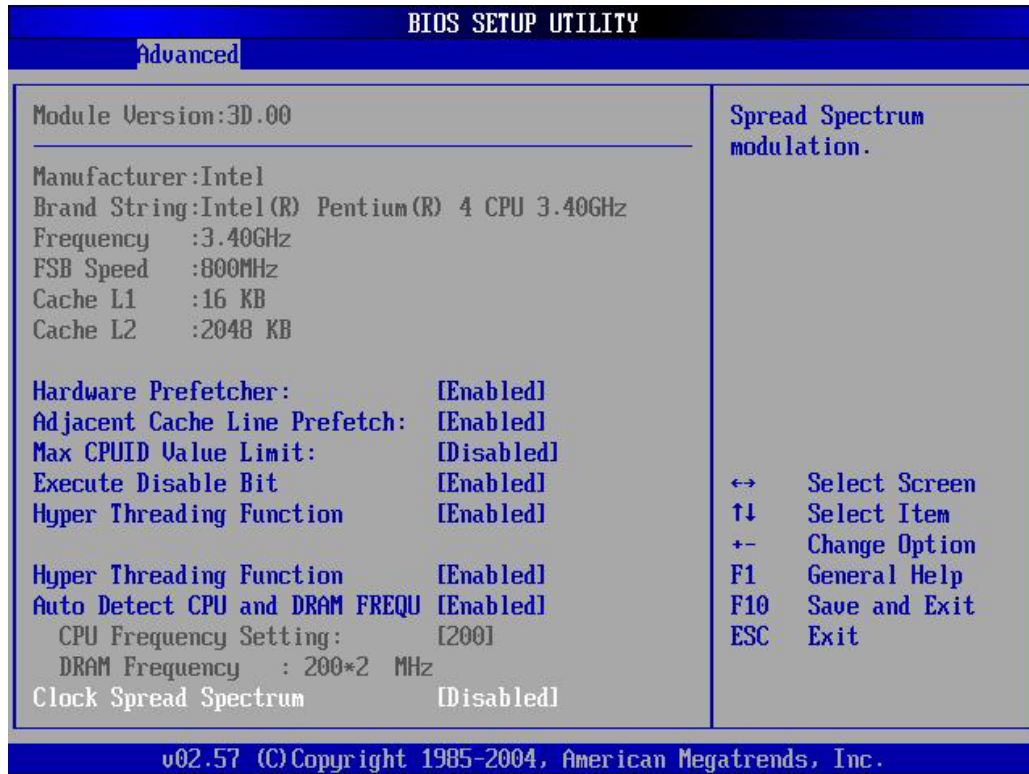 BIOS SETUP UTILITY
Advanced
Module Version:3D.00
Manufacturer:Intel
Brand String:Intel(R) Pentium(R) 4 CPU 3.40GHz
Frequency :3.40GHz
FSB Speed :800MHz
Cache L1 :16 KB
Cache L2 :2048 KB
Hardware Prefetcher: [Enabled]
Adjacent Cache Line Prefetch: [Enabled]
Max CPUID Value Limit: [Disabled]
Execute Disable Bit [Enabled]
Hyper Threading Function [Enabled]
Hyper Threading Function [Enabled]
Auto Detect CPU and DRAM FREQU [Enabled]
CPU Frequency Setting: [200]
DRAM Frequency : 200*2 MHz
Clock Spread Spectrum [Disabled]
Spread Spectrum
modulation.
↔ Select Screen
↑↓ Select Item
+- Change Option
F1 General Help
F10 Save and Exit
ESC Exit
v02.57 (C)Copyright 1985-2004, American Megatrends, Inc.